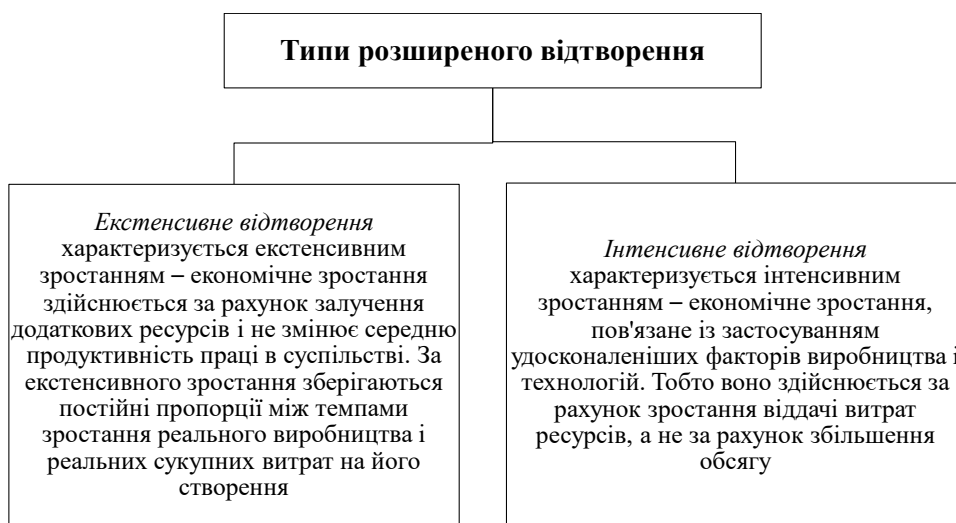 Типи розширеного відтворення
Екстенсивне відтворення
характеризується екстенсивним
зростанням – економічне зростання
здійснюється за рахунок залучення
додаткових ресурсів і не змінює середню
продуктивність праці в суспільстві. За
екстенсивного зростання зберігаються
постійні пропорції між темпами
зростання реального виробництва і
реальних сукупних витрат на його
створення
Інтенсивне відтворення
характеризується інтенсивним
зростанням – економічне зростання,
пов'язане із застосуванням
удосконаленіших факторів виробництва і
технологій. Тобто воно здійснюється за
рахунок зростання віддачі витрат
ресурсів, а не за рахунок збільшення
обсягу